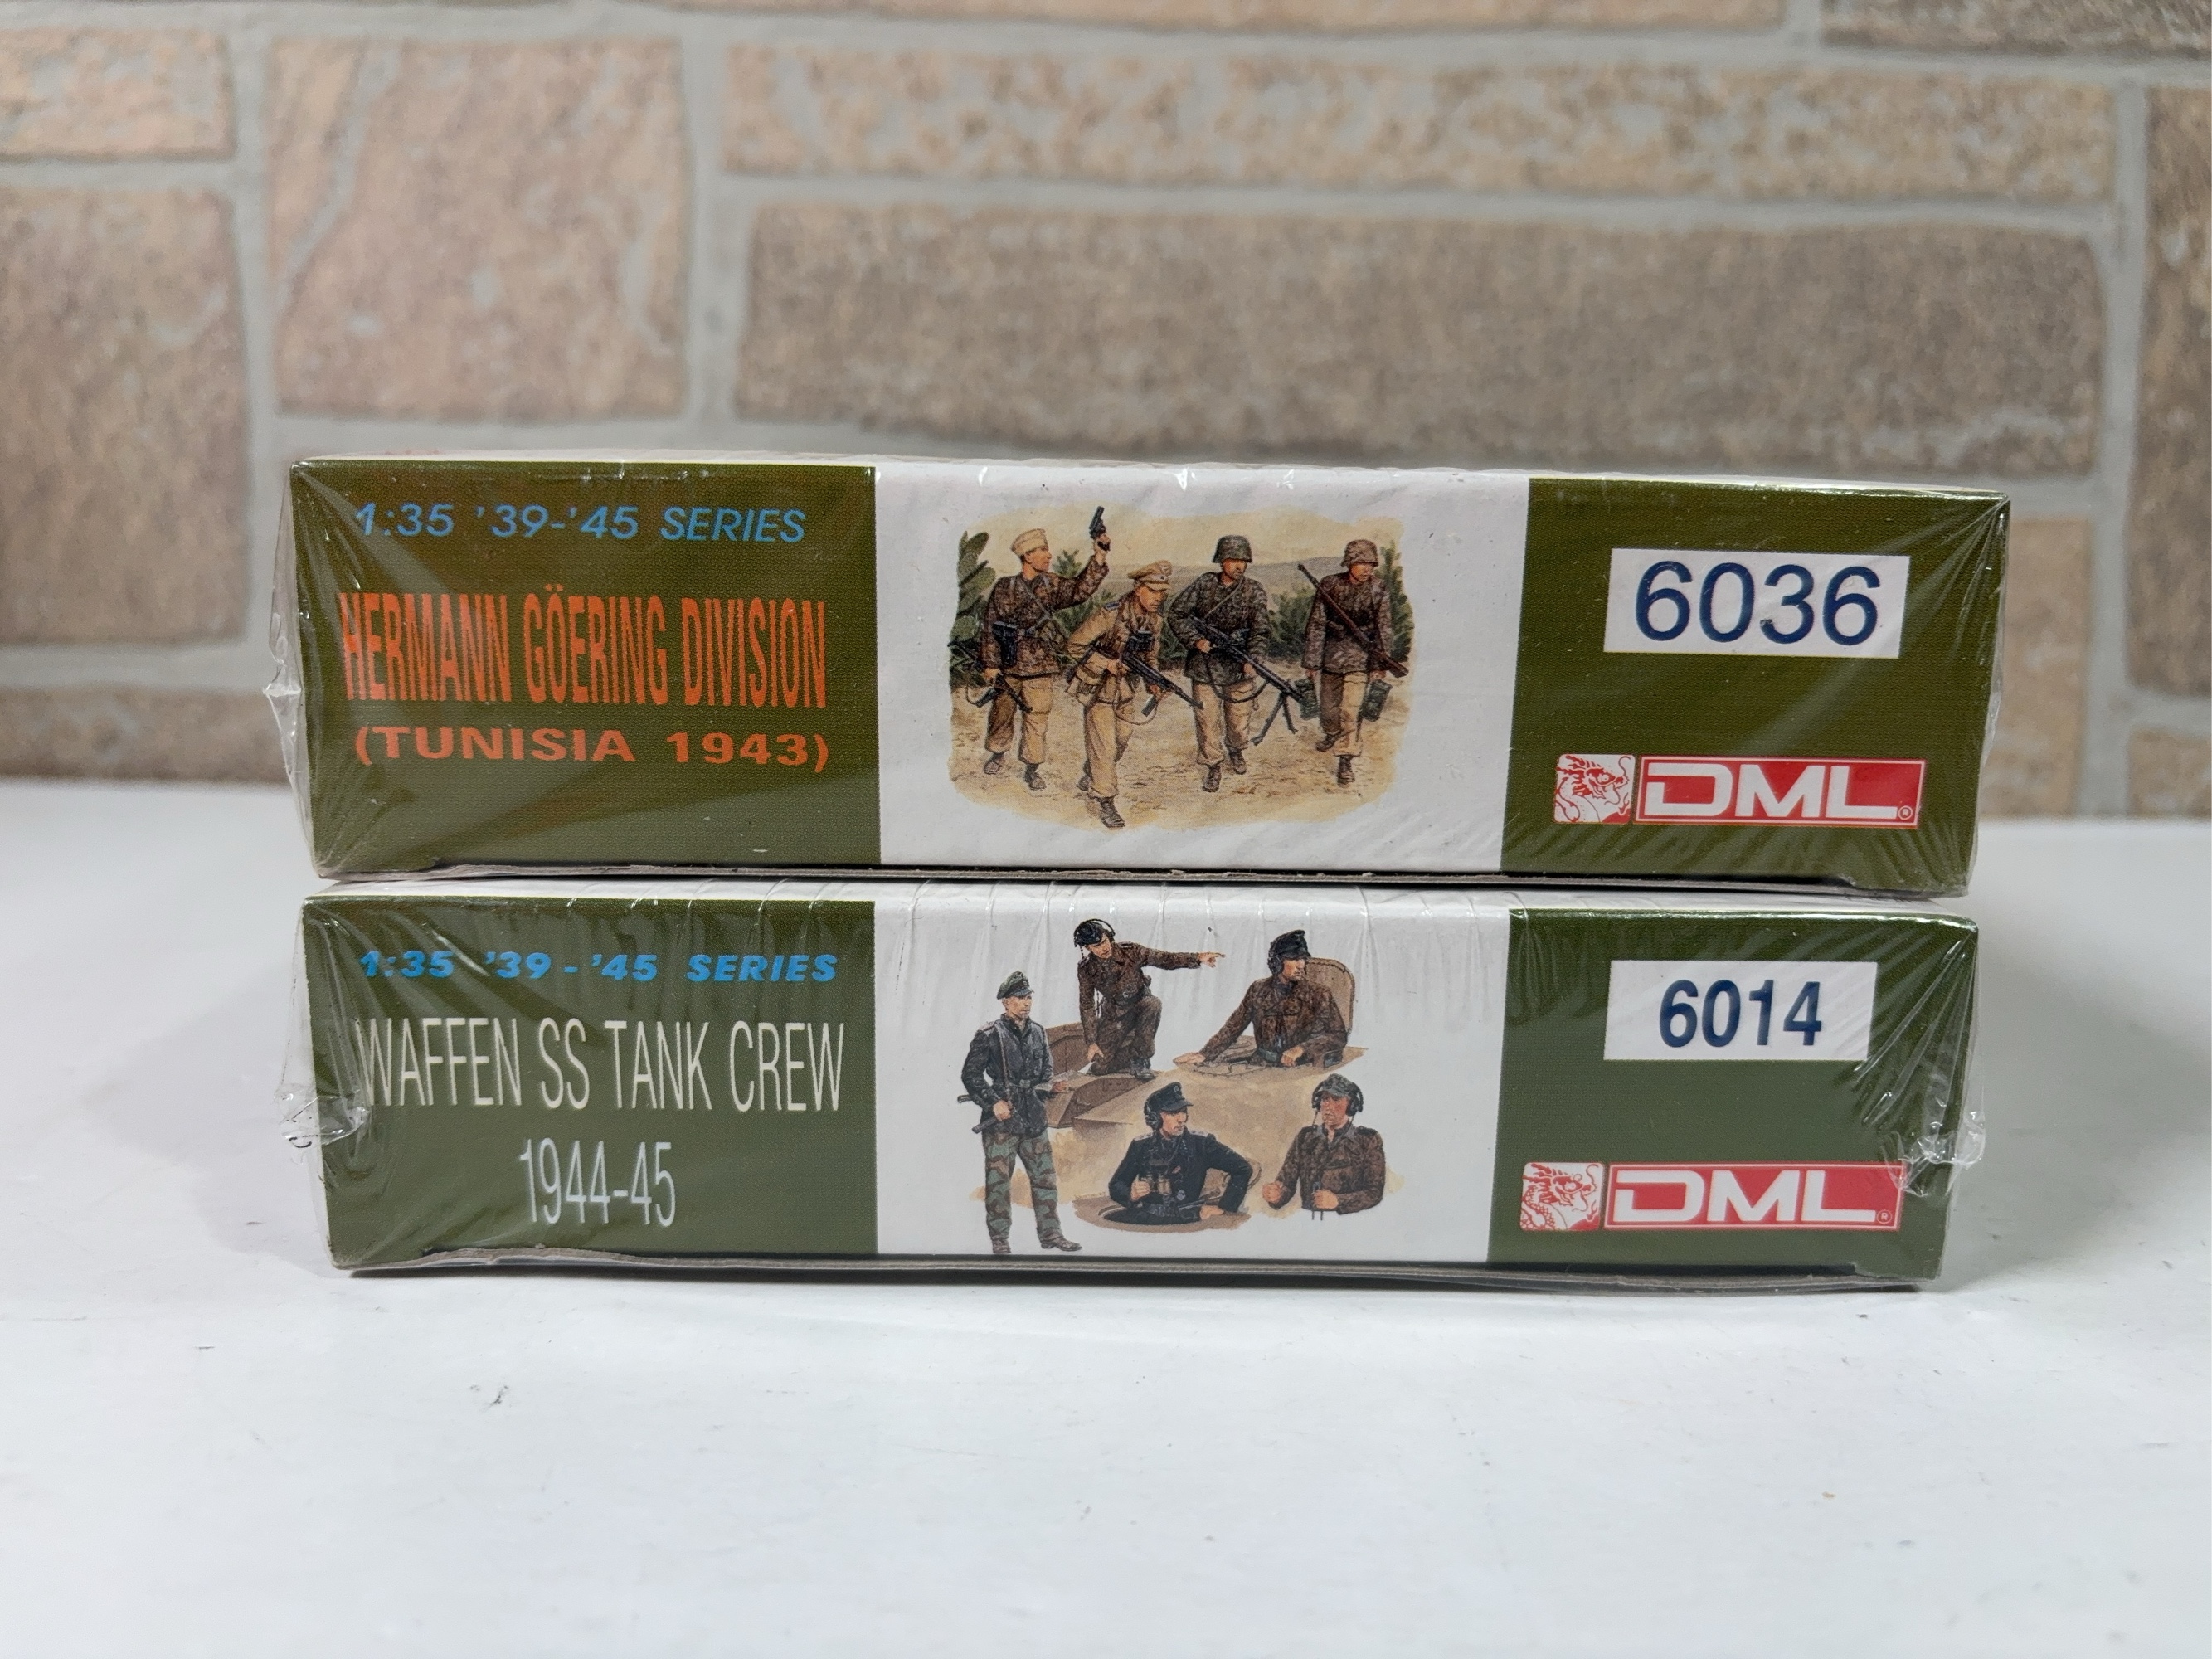 1:35 '39-'45 SERIES
HERMANN GÖERING DIVISION
(TUNISIA 1943)
6036
DML®
1:35 '39-'45 SERIES
WAFFEN SS TANK CREW
1944-45
6014
DML®